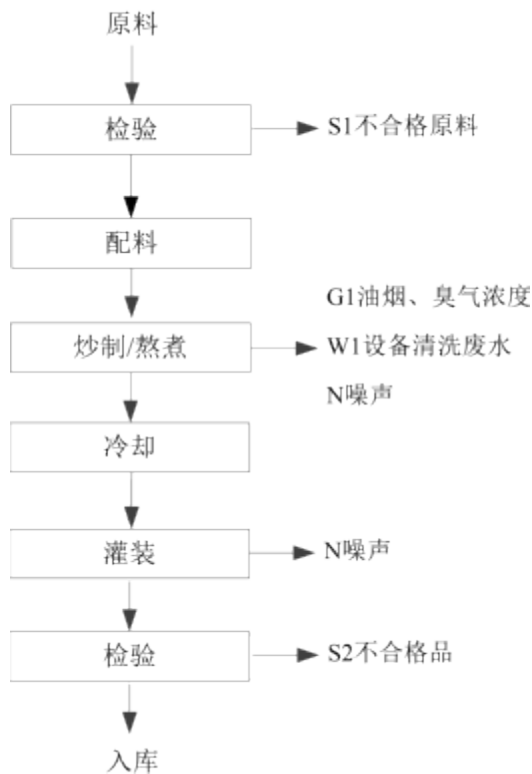 原料
检验
S1不合格原料
配料
G1油烟、臭气浓度
炒制/熬煮
W1设备清洗废水
N噪声
冷却
灌装
N噪声
检验
S2不合格品
入库